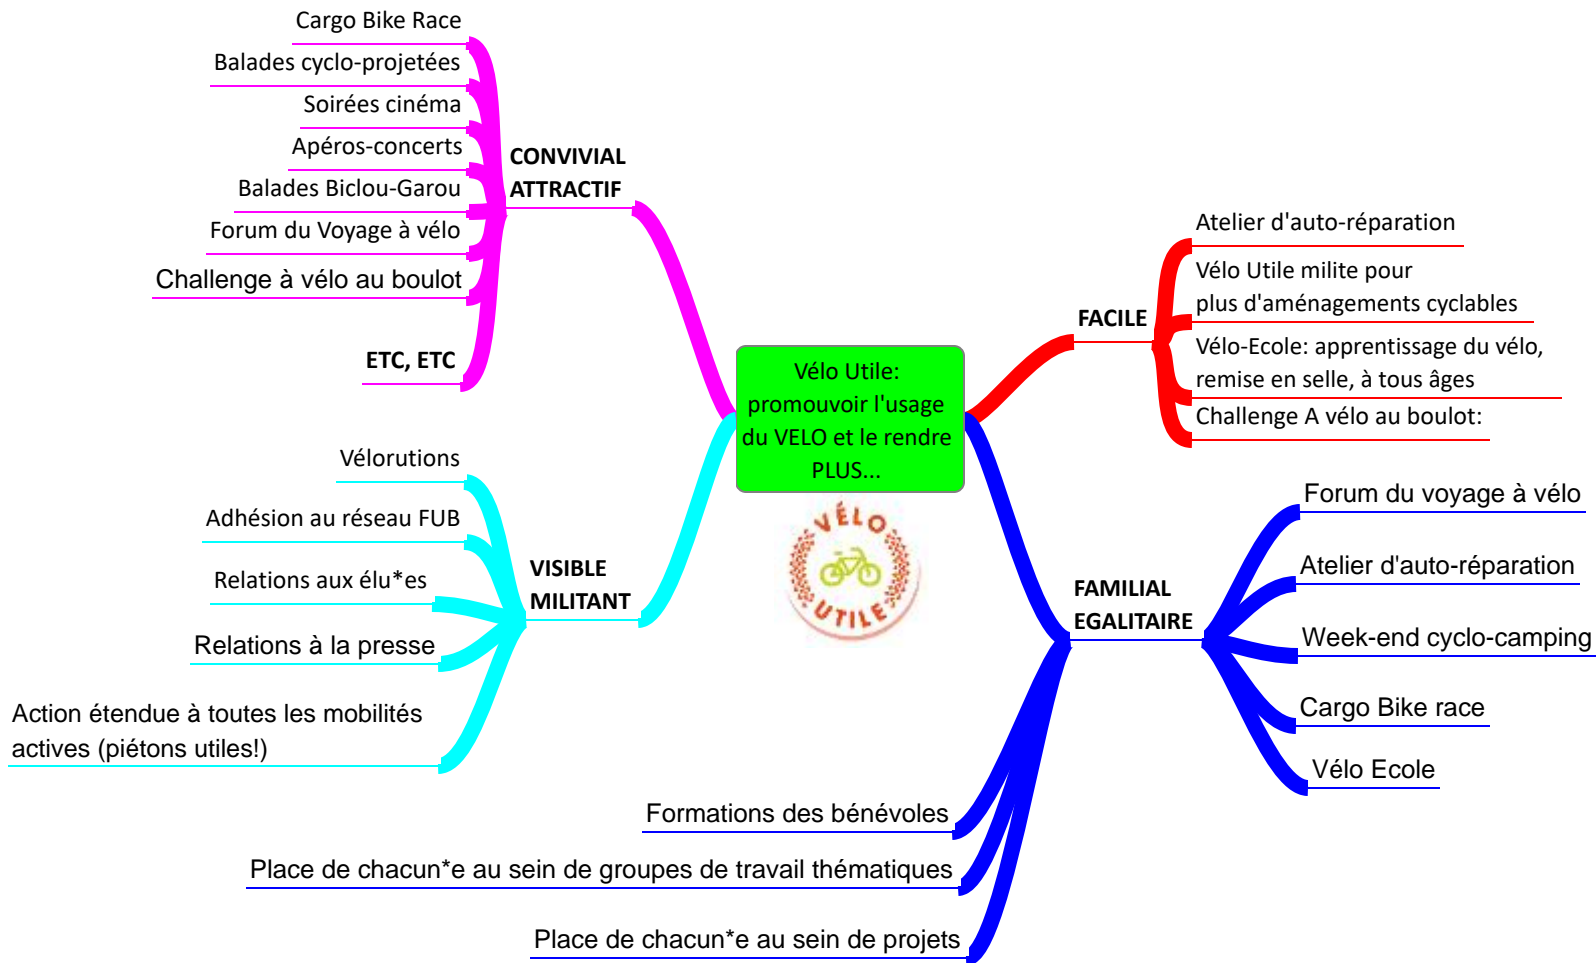 Vélo Utile:
promouvoir l'usage
du VELO et le rendre
PLUS...
VÉLO
UTILE
CONVIVIAL
ATTRACTIF
Cargo Bike Race
Balades cyclo-projetées
Soirées cinéma
Apéros-concerts
Balades Biclou-Garou
Forum du Voyage à vélo
Challenge à vélo au boulot
ETC, ETC
VISIBLE
MILITANT
Vélorutions
Adhésion au réseau FUB
Relations aux élu*es
Relations à la presse
Action étendue à toutes les mobilités
actives (piétons utiles!)
FACILE
Atelier d'auto-réparation
Vélo Utile milite pour
plus d'aménagements cyclables
Vélo-Ecole: apprentissage du vélo,
remise en selle, à tous âges
Challenge A vélo au boulot:
FAMILIAL
EGALITAIRE
Forum du voyage à vélo
Atelier d'auto-réparation
Week-end cyclo-camping
Cargo Bike race
Vélo Ecole
Formations des bénévoles
Place de chacun*e au sein de groupes de travail thématiques
Place de chacun*e au sein de projets